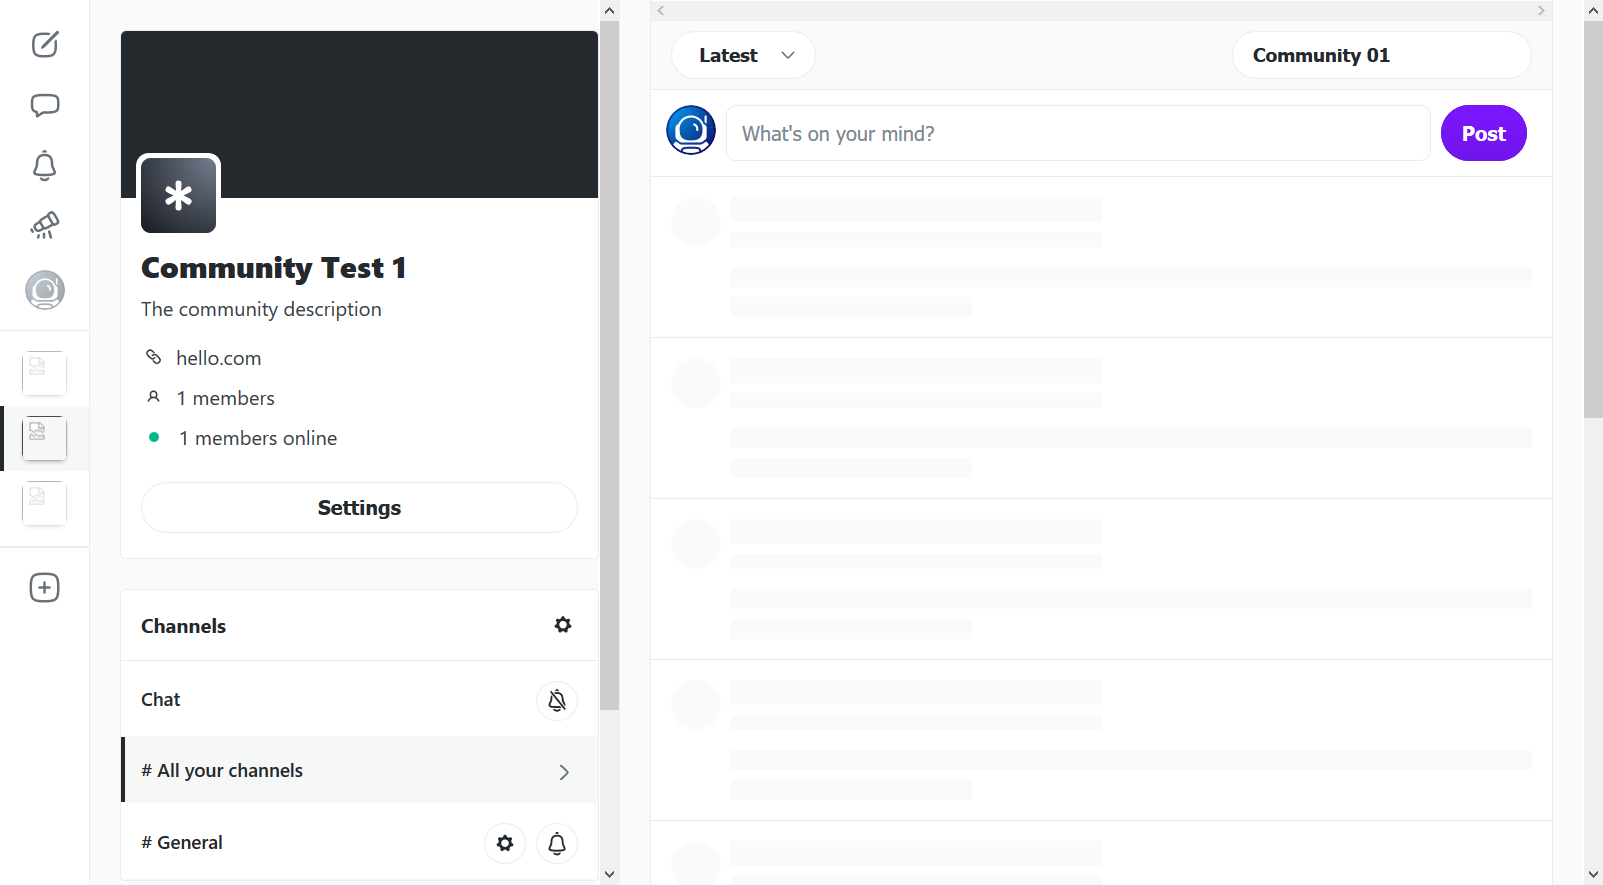 Community Test 1
The community description
hello.com
1 members
1 members online
Settings
Channels
Chat
# All your channels
# General
Latest
Community 01
What's on your mind?
Post